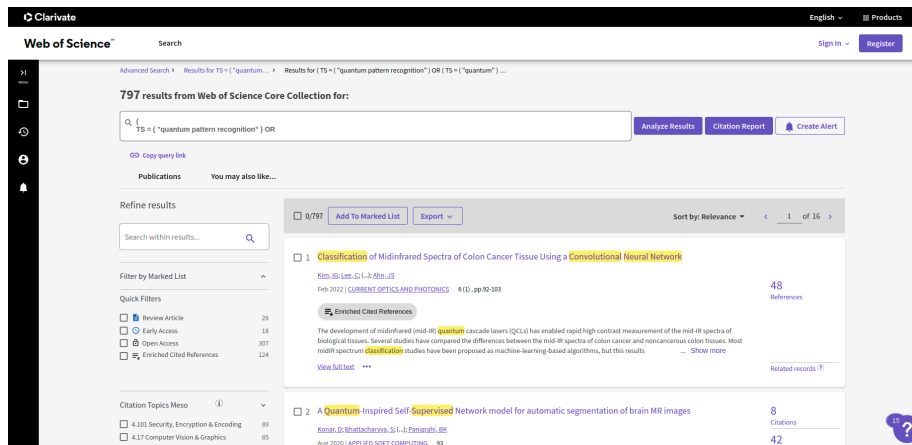 Clarivate
English
Products
Web of Science™
Search
Sign In
Register
MENU
Advanced Search > Results for TS = ( "quantum.... > Results for ( TS = ( "quantum pattern recognition" ) OR ( TS = ( "quantum" ) ....
797 results from Web of Science Core Collection for:
(
TS = ( "quantum pattern recognition" ) OR
Analyze Results
Citation Report
Create Alert
Copy query link
Publications
You may also like...
Refine results
0/797
Add To Marked List
Export
Sort by: Relevance
< 1 of 16 >
Search within results...
Filter by Marked List
Quick Filters
Review Article 26
Early Access 18
Open Access 307
Enriched Cited References 124
Citation Topics Meso
4.101 Security, Encryption & Encoding 89
4.17 Computer Vision & Graphics 85
1 Classification of Midinfrared Spectra of Colon Cancer Tissue Using a Convolutional Neural Network
Kim, IG; Lee, C; (...); Ahn, JS
Feb 2022 | CURRENT OPTICS AND PHOTONICS 6 (1) , pp.92-103
Enriched Cited References
The development of midinfrared (mid-IR) quantum cascade lasers (QCLs) has enabled rapid high contrast measurement of the mid-IR spectra of
biological tissues. Several studies have compared the differences between the mid-IR spectra of colon cancer and noncancerous colon tissues. Most
midIR spectrum classification studies have been proposed as machine-learning-based algorithms, but this results ... Show more
View full text •••
48
References
Related records ?
2 A Quantum-Inspired Self-Supervised Network model for automatic segmentation of brain MR images
Konar, D; Bhattacharyya, S; (...); Panigrahi, BK
Aug 2020 | APPLIED SOFT COMPUTING 93
8
Citations
42
15
?